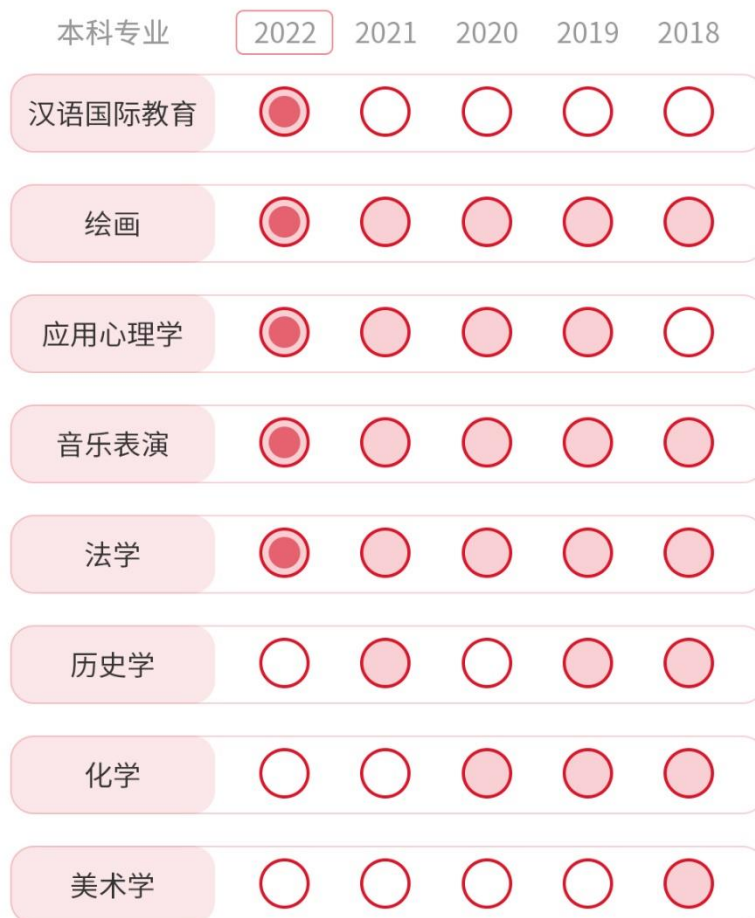 本科专业 2022 2021 2020 2019 2018
汉语国际教育
绘画
应用心理学
音乐表演
法学
历史学
化学
美术学